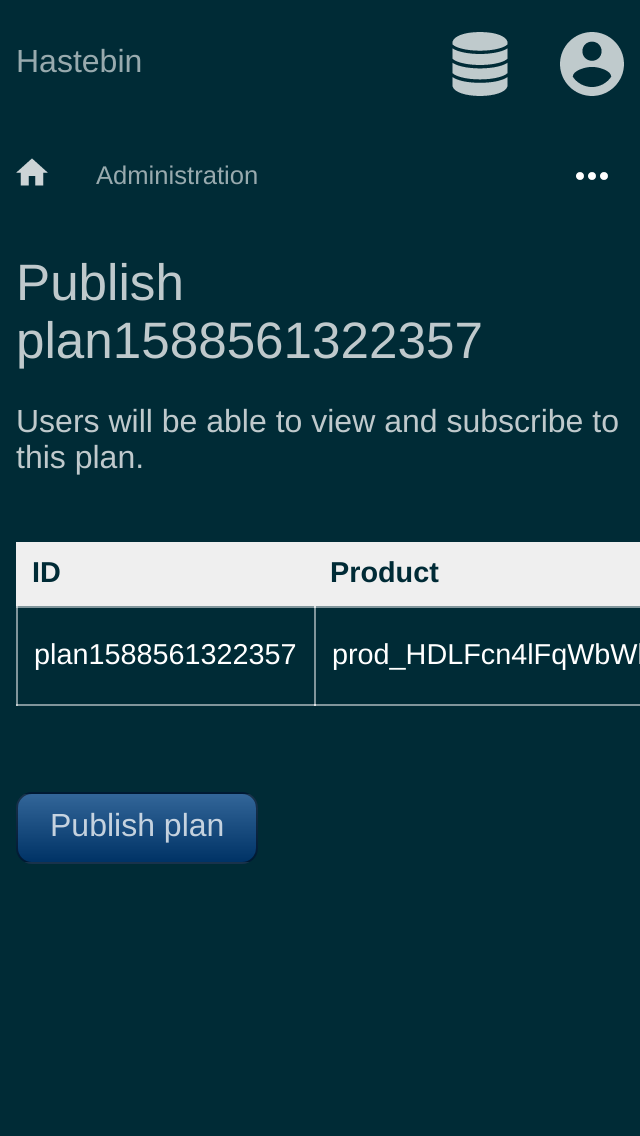 Hastebin
Administration
Publish
plan1588561322357
Users will be able to view and subscribe to
this plan.
ID Product
plan1588561322357 prod_HDLFcn4lFqWbW
Publish plan